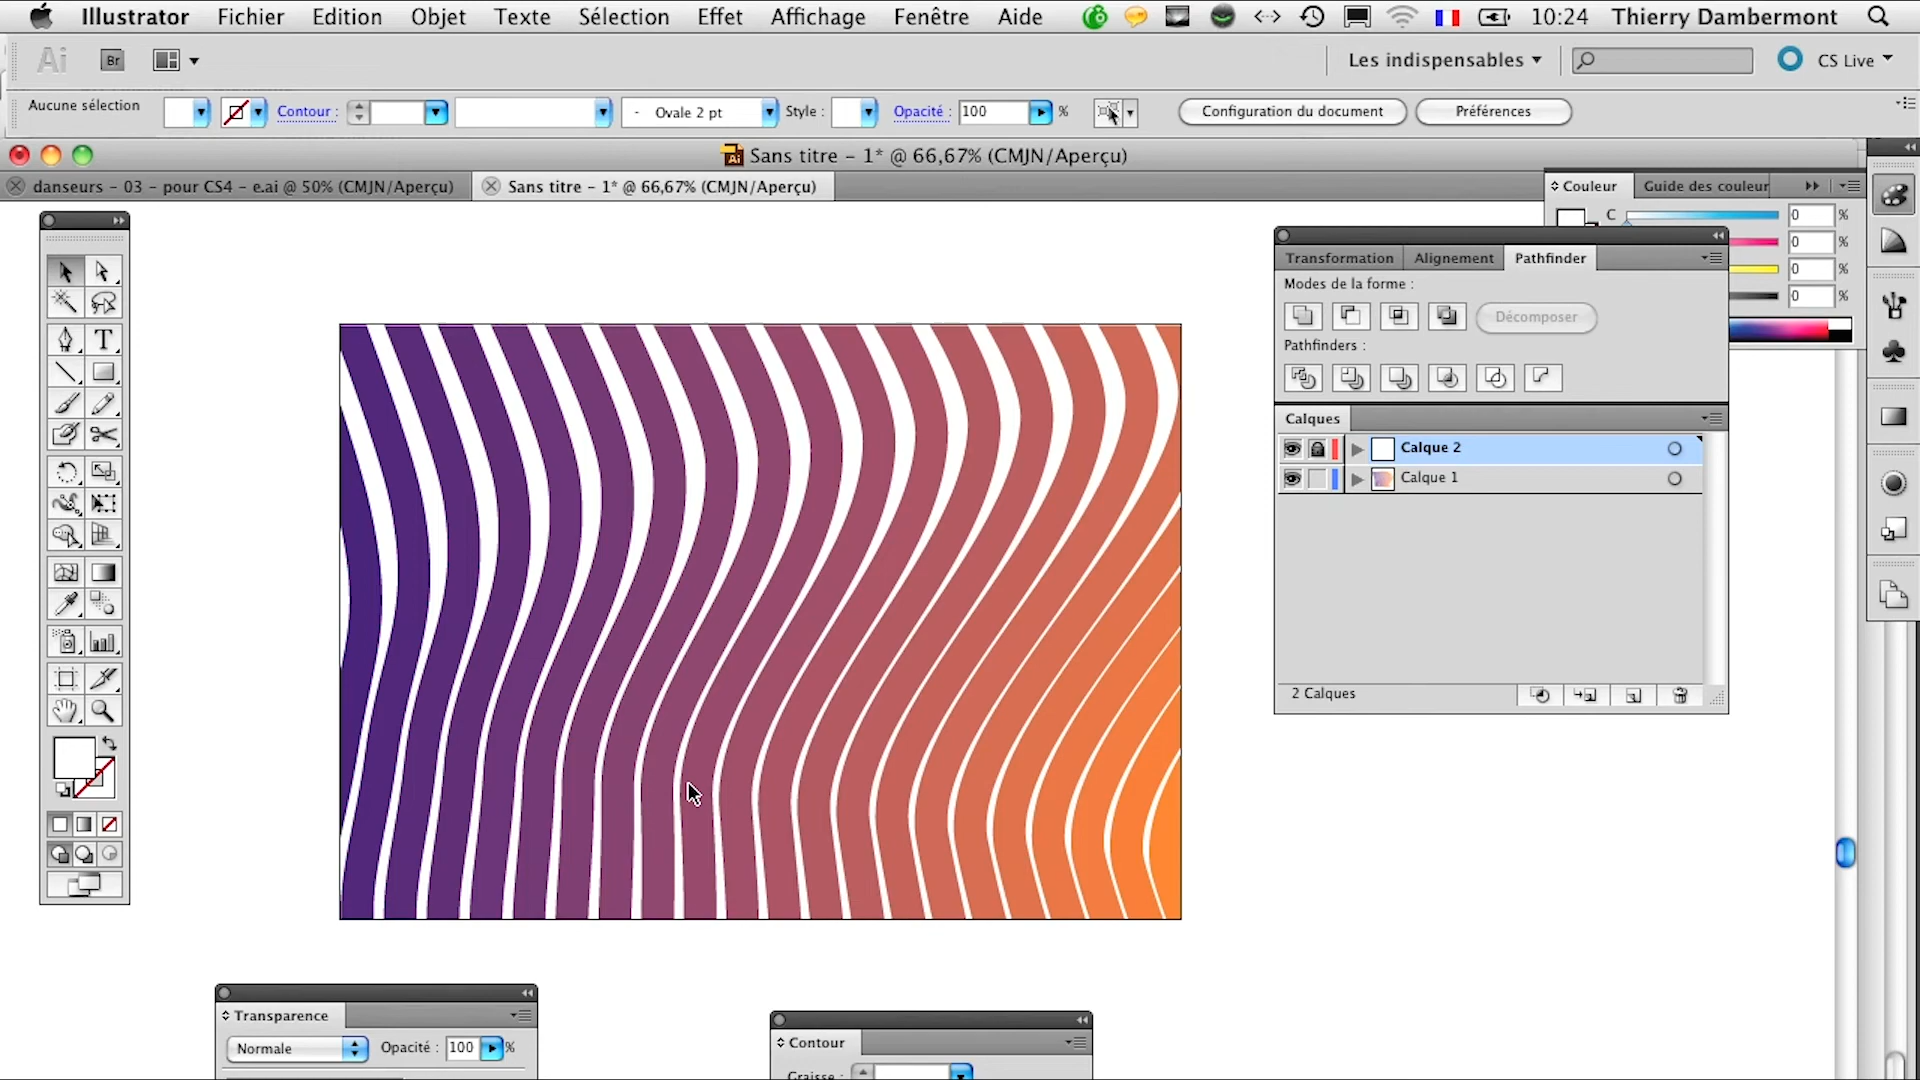 Illustrator Fichier Edition Objet Texte Sélection Effet Affichage Fenêtre Aide 10:24 Thierry Dambermont
Ai Br Les indispensables CS Live
Aucune sélection Contour : - Ovale 2 pt Style : Opacité : 100 % Configuration du document Préférences
Ai Sans titre - 1* @ 66,67% (CMJN/Aperçu)
danseurs - 03 - pour CS4 - e.ai @ 50% (CMJN/Aperçu) Sans titre - 1* @ 66,67% (CMJN/Aperçu)
Couleur Guide des couleur
C 0 %
0 %
0 %
0 %
Transformation Alignement Pathfinder
Modes de la forme :
Décomposer
Pathfinders :
T
Calques
Calque 2
Calque 1
2 Calques
Transparence
Normale Opacité : 100 %
Contour
Graisse :